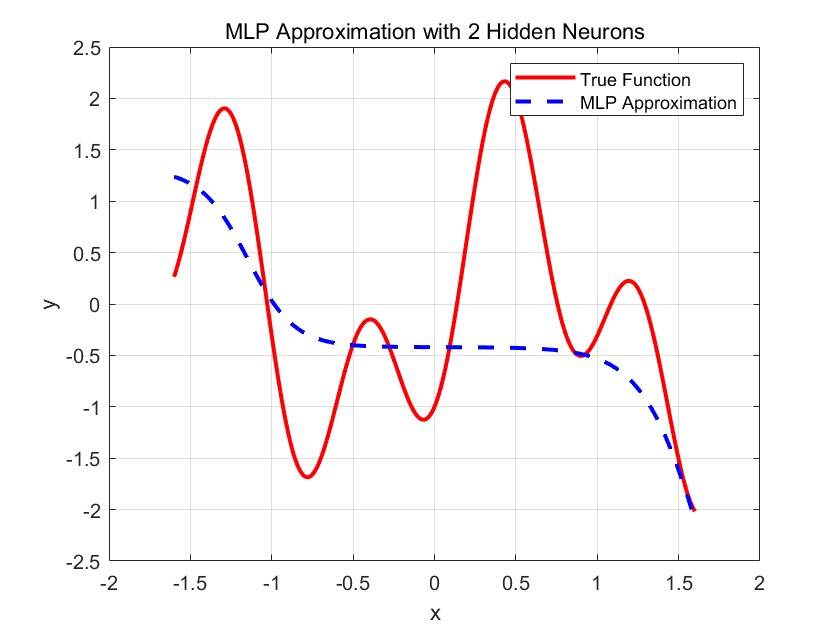 MLP Approximation with 2 Hidden Neurons
True Function
MLP Approximation
2.5
2
1.5
1
0.5
0
-0.5
-1
-1.5
-2
-2.5
y
-2 -1.5 -1 -0.5 0 0.5 1 1.5 2
x